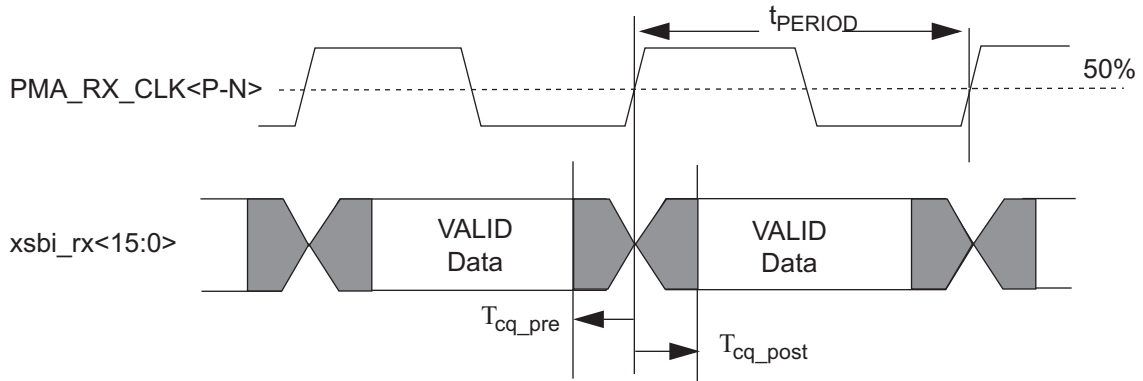 tPERIOD
PMA_RX_CLK<P-N>
50%
xsbi_rx<15:0>
VALID
Data
VALID
Data
Tcq_pre
Tcq_post